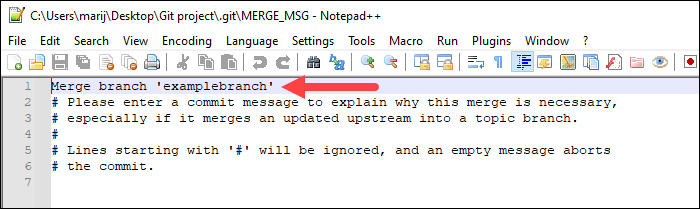 C:\Users\marij\Desktop\Git project\.git\MERGE_MSG - Notepad++
File Edit Search View Encoding Language Settings Tools Macro Run Plugins Window ?
1 Merge branch 'examplebranch'
2 # Please enter a commit message to explain why this merge is necessary,
3 # especially if it merges an updated upstream into a topic branch.
4 #
5 # Lines starting with '#' will be ignored, and an empty message aborts
6 # the commit.
7